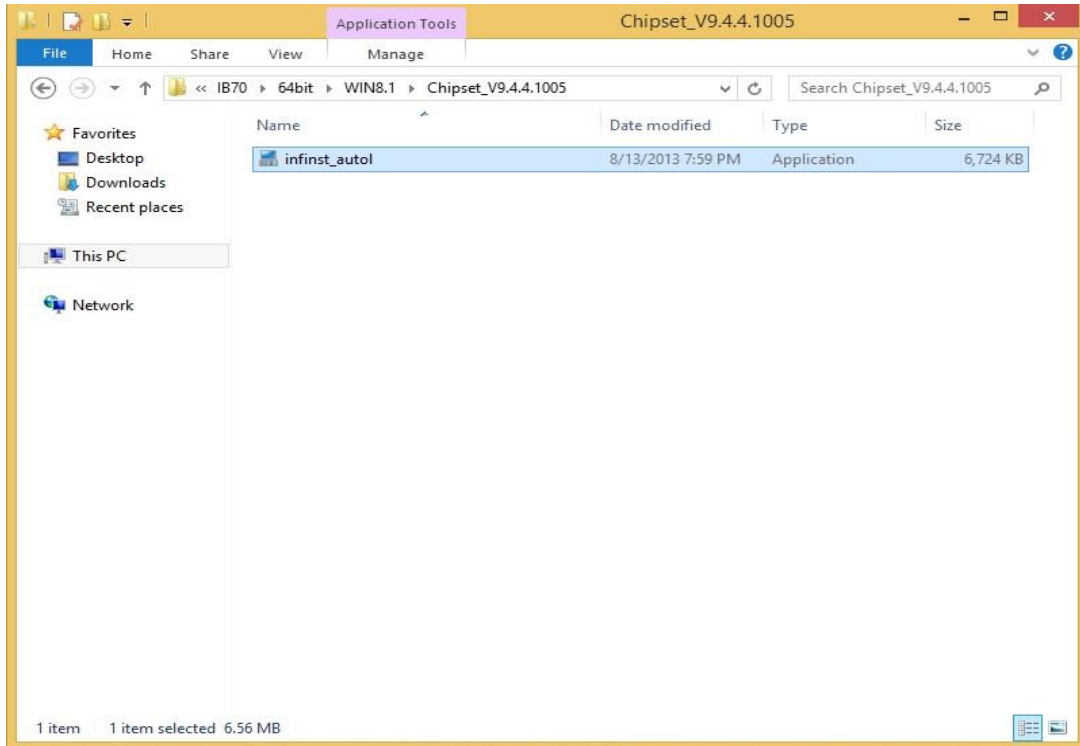 Application Tools Chipset_V9.4.4.1005
File Home Share View Manage
« IB70 ▸ 64bit ▸ WIN8.1 ▸ Chipset_V9.4.4.1005 Search Chipset_V9.4.4.1005
Name Date modified Type Size
Favorites
infinst_autol 8/13/2013 7:59 PM Application 6,724 KB
Desktop
Downloads
Recent places
This PC
Network
1 item 1 item selected 6.56 MB